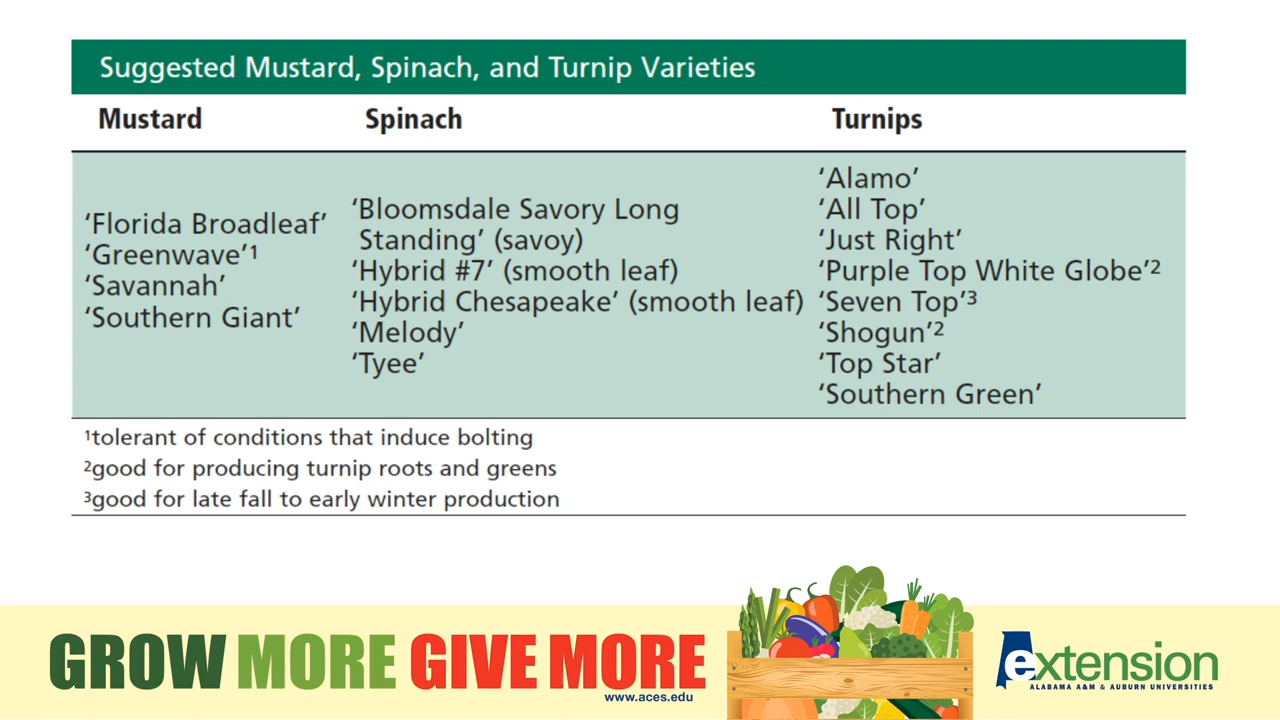 Suggested Mustard, Spinach, and Turnip Varieties
Mustard
‘Florida Broadleaf’
‘Greenwave’¹
‘Savannah’
‘Southern Giant’
Spinach
‘Bloomsdale Savory Long
Standing’ (savoy)
‘Hybrid #7’ (smooth leaf)
‘Hybrid Chesapeake’ (smooth leaf)
‘Melody’
‘Tyee’
Turnips
‘Alamo’
‘All Top’
‘Just Right’
‘Purple Top White Globe’²
‘Seven Top’³
‘Shogun’²
‘Top Star’
‘Southern Green’
¹tolerant of conditions that induce bolting
²good for producing turnip roots and greens
³good for late fall to early winter production
GROW MORE GIVE MORE
www.aces.edu
extension
ALABAMA A&M & AUBURN UNIVERSITIES